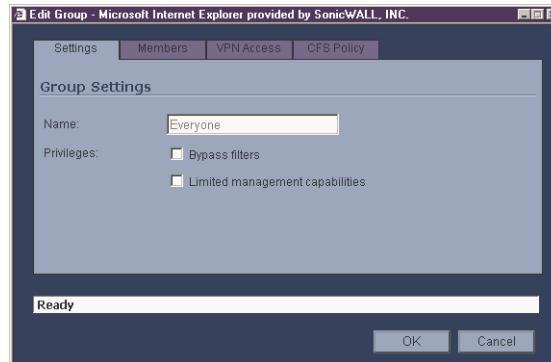 Edit Group - Microsoft Internet Explorer provided by SonicWALL, INC.
Settings Members VPN Access CFS Policy
Group Settings
Name: Everyone
Privileges: Bypass filters
Limited management capabilities
Ready
OK Cancel